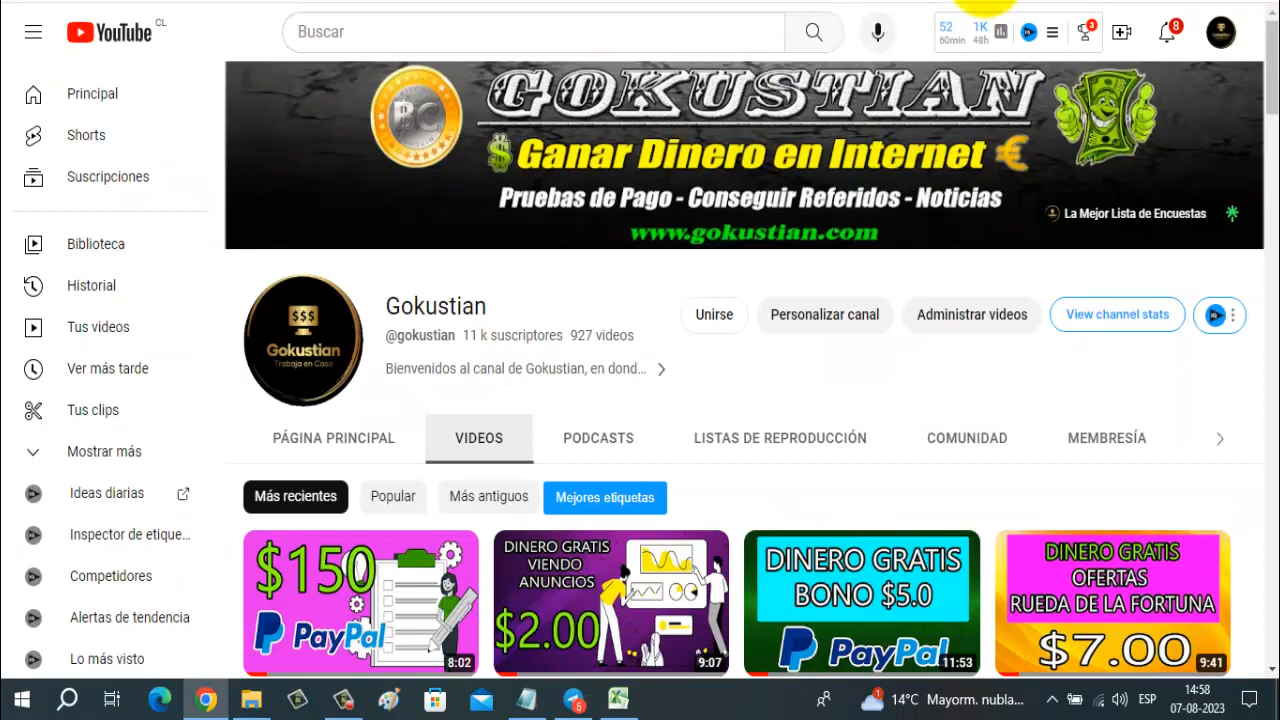 YouTube CL
Buscar
52 60min 1K 48h
3
8
Principal
Shorts
Suscripciones
Biblioteca
Historial
Tus videos
Ver más tarde
Tus clips
Mostrar más
Ideas diarias
Inspector de etique...
Competidores
Alertas de tendencia
Lo más visto
BC
GOKUSTIAN
$ Ganar Dinero en Internet €
Pruebas de Pago - Conseguir Referidos - Noticias
www.gokustian.com
La Mejor Lista de Encuestas
$$$
Gokustian
Trabaja en Casa
Gokustian
@gokustian 11 k suscriptores 927 videos
Bienvenidos al canal de Gokustian, en dond...
Unirse
Personalizar canal
Administrar videos
View channel stats
PÁGINA PRINCIPAL
VIDEOS
PODCASTS
LISTAS DE REPRODUCCIÓN
COMUNIDAD
MEMBRESÍA
Más recientes
Popular
Más antiguos
Mejores etiquetas
$150
PayPal
8:02
DINERO GRATIS
VIENDO
ANUNCIOS
$2.00
9:07
DINERO GRATIS
BONO $5.0
PayPal
11:53
DINERO GRATIS
OFERTAS
RUEDA DE LA FORTUNA
$7.00
9:41
6
1
14°C Mayorm. nubla...
ESP
14:58
07-08-2023